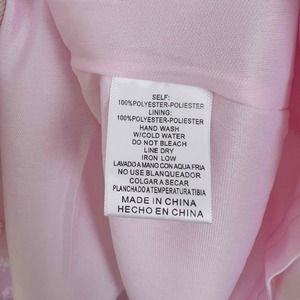 SELF:
100%POLYESTER-POLIESTER
LINING:
100%POLYESTER-POLIESTER
HAND WASH
W/COLD WATER
DO NOT BLEACH
LINE DRY
IRON LOW
LAVADO A MANO CON AQUA FRIA
NO USE BLANQUEADOR
COLGAR A SECAR
PLANCHADO A TEMPERATURA TIBIA
MADE IN CHINA
HECHO EN CHINA